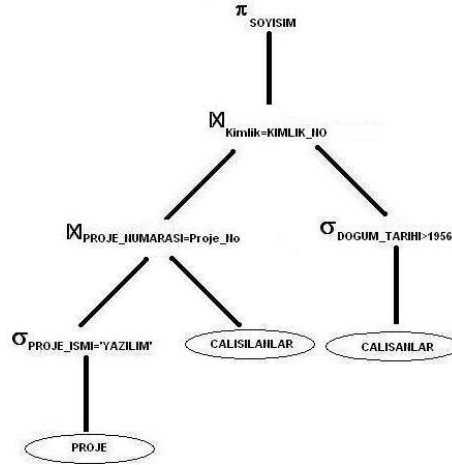 π SOYISIM
⋈ Kimlik=KIMLIK_NO
⋈ PROJE_NUMARASI=Proje_No
σ DOGUM_TARIHI>1956
σ PROJE_ISMI='YAZILIM'
CALISILANLAR
CALISANLAR
PROJE